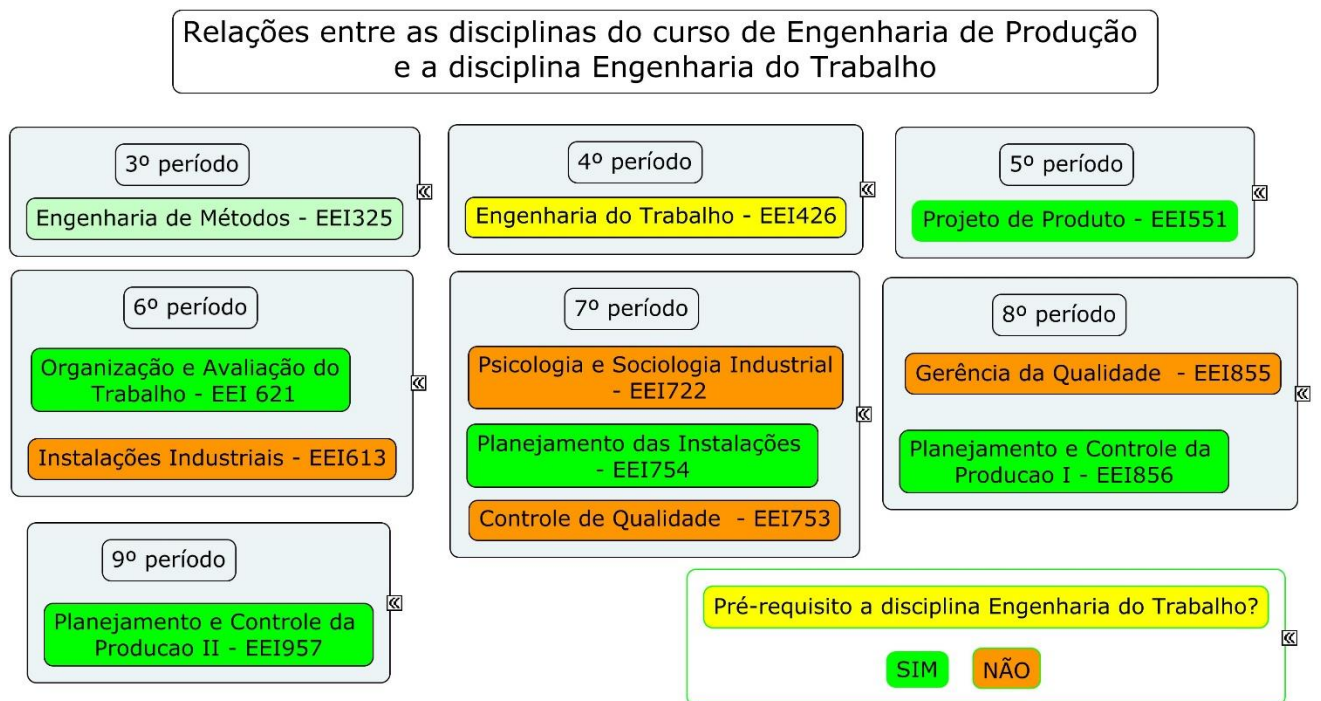 Relações entre as disciplinas do curso de Engenharia de Produção
e a disciplina Engenharia do Trabalho
3º período
Engenharia de Métodos - EEI325
4º período
Engenharia do Trabalho - EEI426
5º período
Projeto de Produto - EEI551
6º período
Organização e Avaliação do
Trabalho - EEI 621
Instalações Industriais - EEI613
7º período
Psicologia e Sociologia Industrial
- EEI722
Planejamento das Instalações
- EEI754
Controle de Qualidade - EEI753
8º período
Gerência da Qualidade - EEI855
Planejamento e Controle da
Producao I - EEI856
9º período
Planejamento e Controle da
Producao II - EEI957
Pré-requisito a disciplina Engenharia do Trabalho?
SIM
NÃO